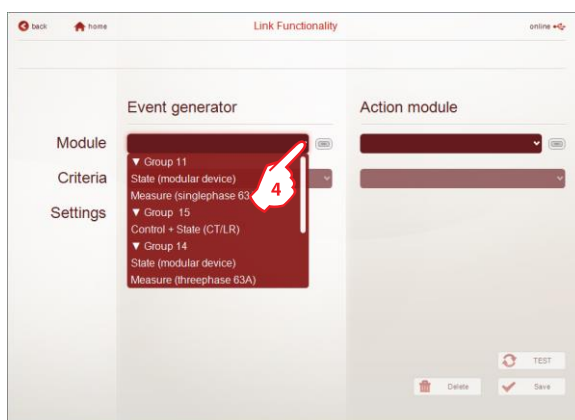 back
home
Link Functionality
online
Event generator
Action module
Module
▼ Group 11
State (modular device)
Measure (singlephase 63
4
Criteria
▼ Group 15
Settings
Control + State (CT/LR)
▼ Group 14
State (modular device)
Measure (threephase 63A)
TEST
Delete
Save